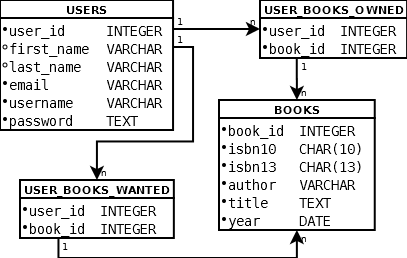 USERS
•user_id INTEGER
°first_name VARCHAR
°last_name VARCHAR
•email VARCHAR
•username VARCHAR
•password TEXT
1
1
n
USER_BOOKS_OWNED
•user_id INTEGER
•book_id INTEGER
1
n
BOOKS
•book_id INTEGER
•isbn10 CHAR(10)
•isbn13 CHAR(13)
•author VARCHAR
•title TEXT
•year DATE
n
n
USER_BOOKS_WANTED
•user_id INTEGER
•book_id INTEGER
1